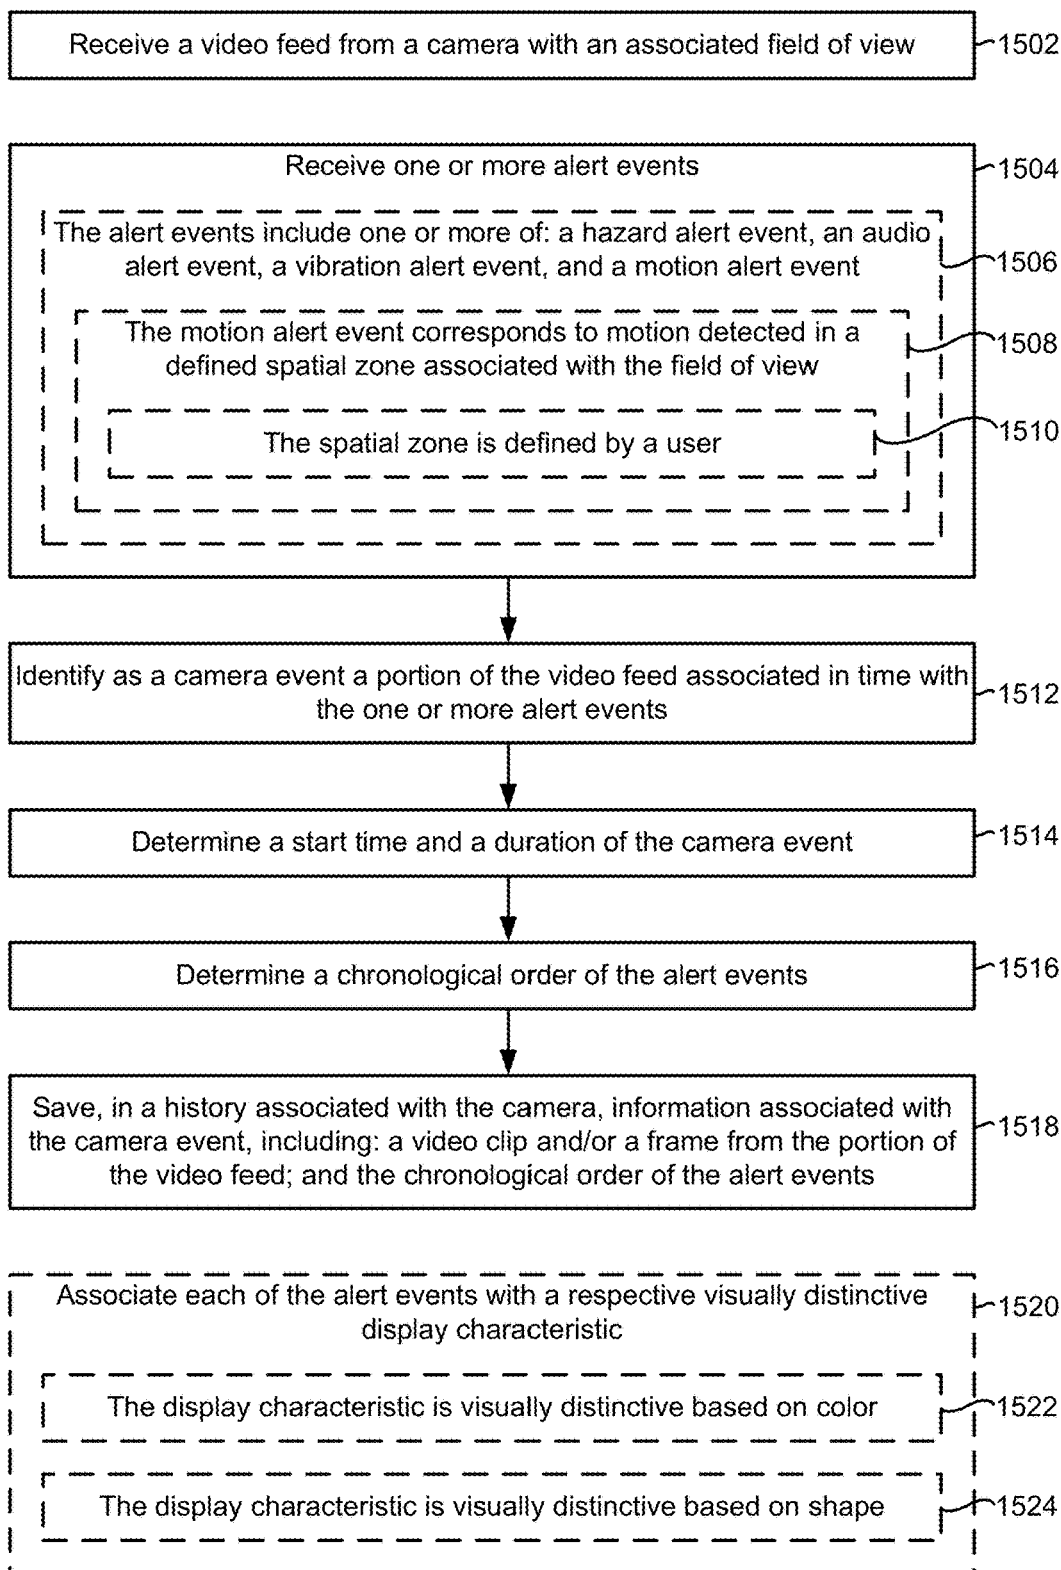 Receive a video feed from a camera with an associated field of view
1502
Receive one or more alert events
1504
The alert events include one or more of: a hazard alert event, an audio
alert event, a vibration alert event, and a motion alert event
1506
The motion alert event corresponds to motion detected in a
defined spatial zone associated with the field of view
1508
The spatial zone is defined by a user
1510
Identify as a camera event a portion of the video feed associated in time with
the one or more alert events
1512
Determine a start time and a duration of the camera event
1514
Determine a chronological order of the alert events
1516
Save, in a history associated with the camera, information associated with
the camera event, including: a video clip and/or a frame from the portion of
the video feed; and the chronological order of the alert events
1518
Associate each of the alert events with a respective visually distinctive
display characteristic
1520
The display characteristic is visually distinctive based on color
1522
The display characteristic is visually distinctive based on shape
1524